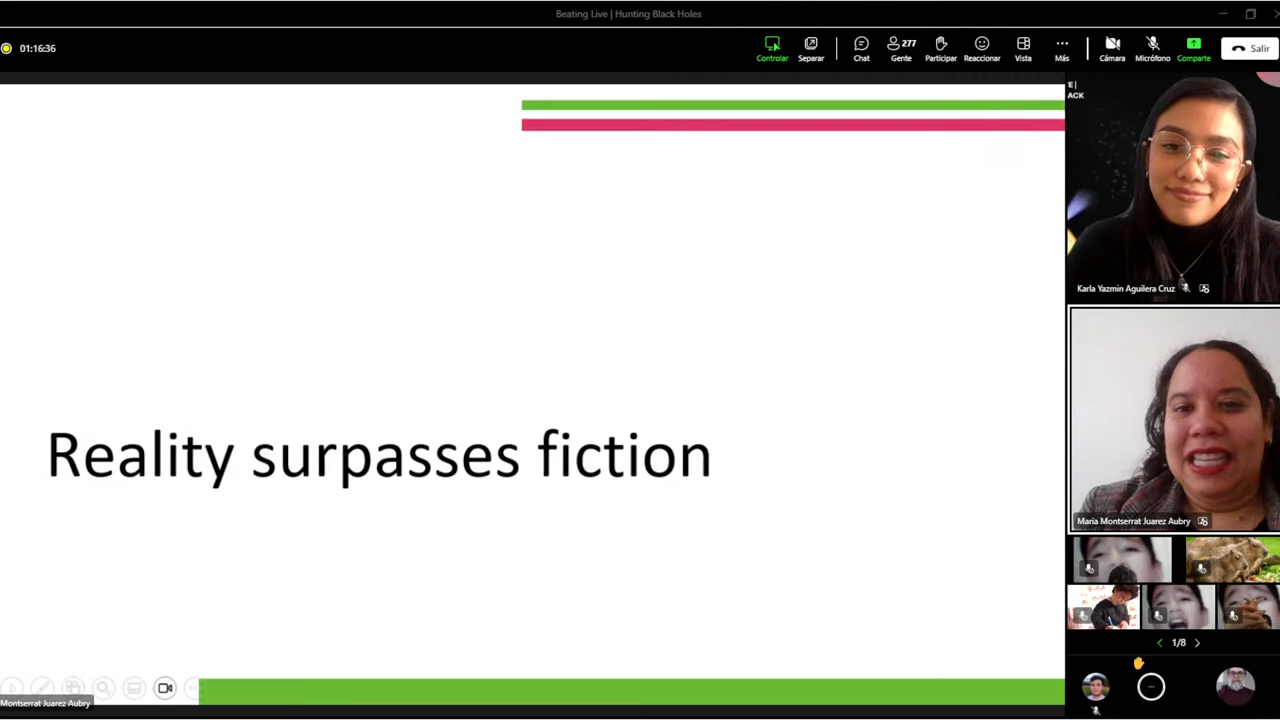 Beating Live | Hunting Black Holes
01:16:36
Controlar
Separar
Chat
277
Gente
Participar
Reaccionar
Vista
Más
Cámara
Micrófono
Comparte
Salir
E |
ACK
Karla Yazmin Aguilera Cruz
Reality surpasses fiction
Maria Montserrat Juarez Aubry
1/8
Montserrat Juarez Aubry